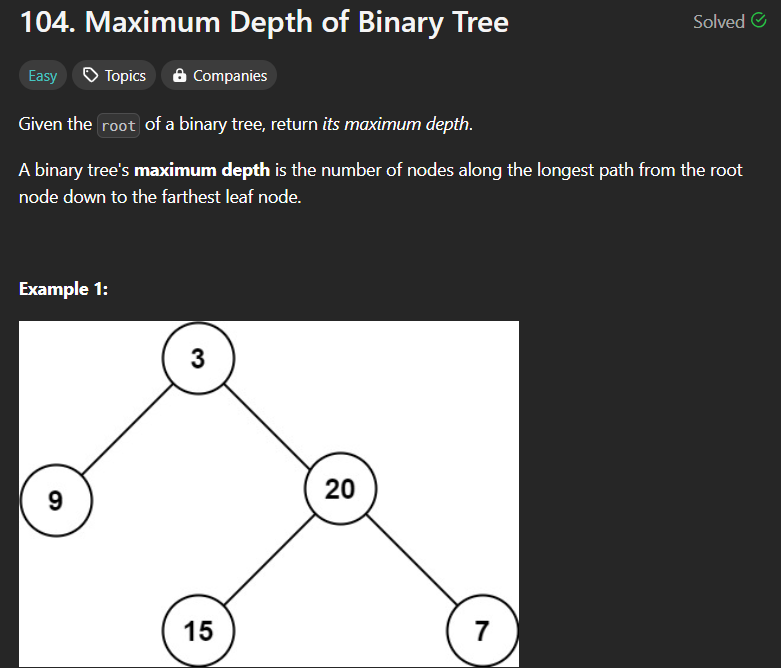 104. Maximum Depth of Binary Tree
Solved
Easy
Topics
Companies
Given the root of a binary tree, return its maximum depth.
A binary tree's maximum depth is the number of nodes along the longest path from the root
node down to the farthest leaf node.
Example 1:
3
9
20
15
7